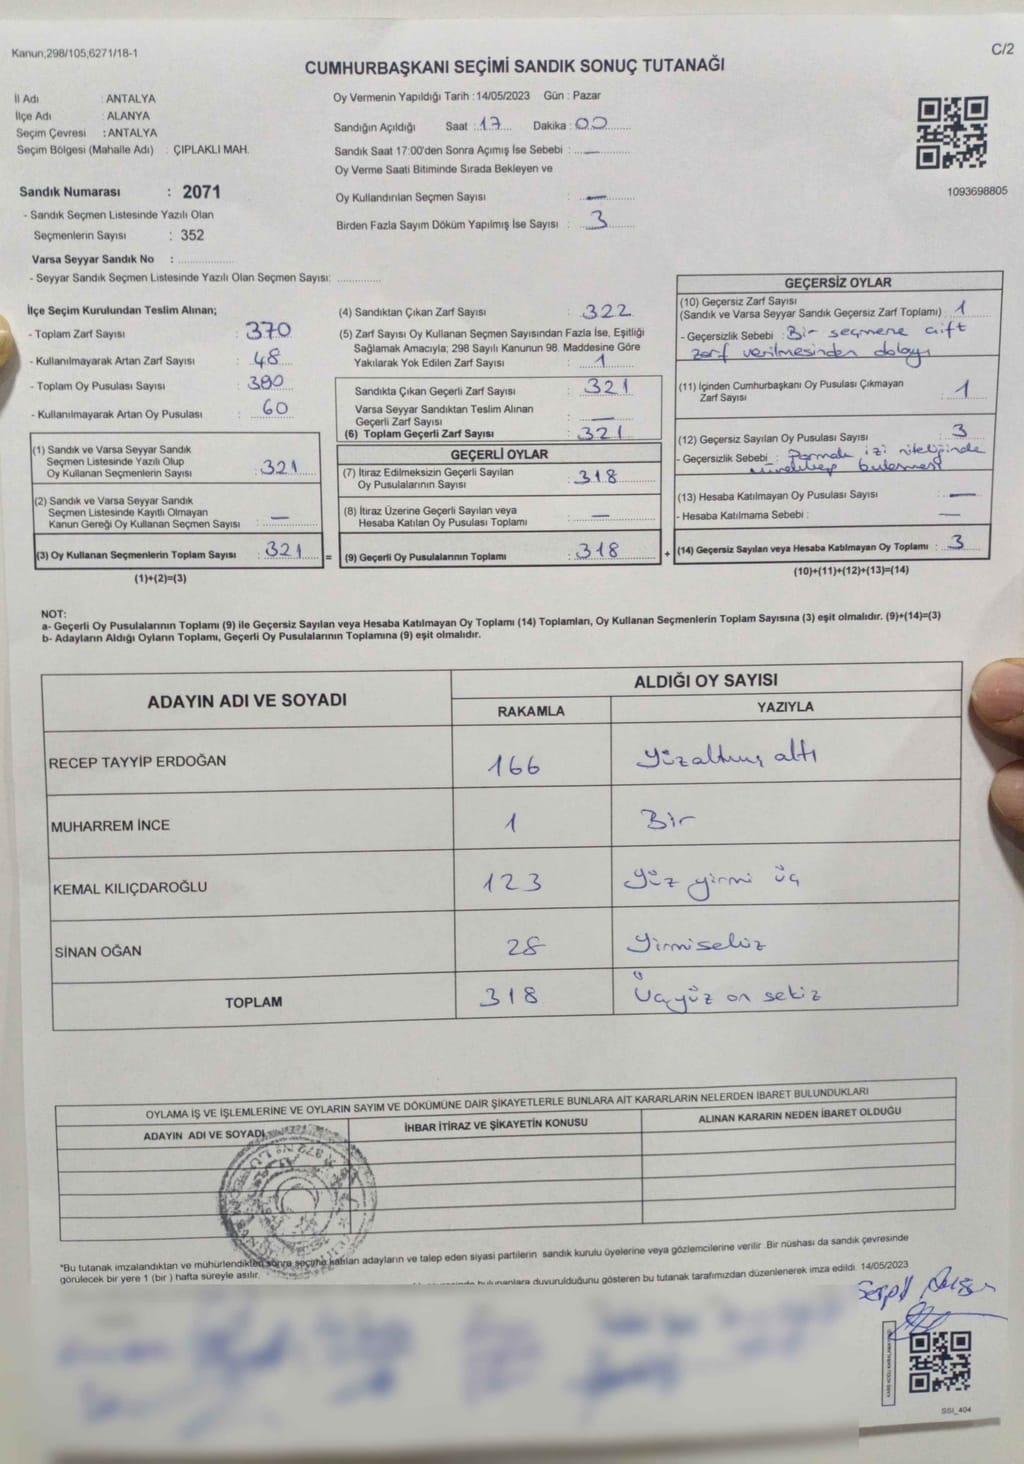 Kanun;298/105;6271/18-1
C/2
CUMHURBAŞKANI SEÇİMİ SANDIK SONUÇ TUTANAĞI
İl Adı : ANTALYA
İlçe Adı : ALANYA
Seçim Çevresi : ANTALYA
Seçim Bölgesi (Mahalle Adı) : ÇIPLAKLI MAH.
Oy Vermenin Yapıldığı Tarih : 14/05/2023 Gün : Pazar
Sandığın Açıldığı Saat : 17 Dakika : 00
Sandık Saat 17:00'den Sonra Açımış İse Sebebi : —
Oy Verme Saati Bitiminde Sırada Bekleyen ve
Oy Kullandırılan Seçmen Sayısı : —
Birden Fazla Sayım Döküm Yapılmış İse Sayısı : 3
1093698805
Sandık Numarası : 2071
- Sandık Seçmen Listesinde Yazılı Olan
Seçmenlerin Sayısı : 352
Varsa Seyyar Sandık No :
- Seyyar Sandık Seçmen Listesinde Yazılı Olan Seçmen Sayısı:
İlçe Seçim Kurulundan Teslim Alınan;
- Toplam Zarf Sayısı : 370
- Kullanılmayarak Artan Zarf Sayısı : 48
- Toplam Oy Pusulası Sayısı : 380
- Kullanılmayarak Artan Oy Pusulası : 60
(1) Sandık ve Varsa Seyyar Sandık
Seçmen Listesinde Yazılı Olup
Oy Kullanan Seçmenlerin Sayısı : 321
(2) Sandık ve Varsa Seyyar Sandık
Seçmen Listesinde Kayıtlı Olmayan
Kanun Gereği Oy Kullanan Seçmen Sayısı : —
(3) Oy Kullanan Seçmenlerin Toplam Sayısı : 321 =
(1)+(2)=(3)
(4) Sandıktan Çıkan Zarf Sayısı : 322
(5) Zarf Sayısı Oy Kullanan Seçmen Sayısından Fazla İse, Eşitliği
Sağlamak Amacıyla; 298 Sayılı Kanunun 98. Maddesine Göre
Yakılarak Yok Edilen Zarf Sayısı : 1
Sandıkta Çıkan Geçerli Zarf Sayısı : 321
Varsa Seyyar Sandıktan Teslim Alınan
Geçerli Zarf Sayısı : —
(6) Toplam Geçerli Zarf Sayısı : 321
GEÇERLİ OYLAR
(7) İtiraz Edilmeksizin Geçerli Sayılan
Oy Pusulalarının Sayısı : 318
(8) İtiraz Üzerine Geçerli Sayılan veya
Hesaba Katılan Oy Pusulası Toplamı : —
(9) Geçerli Oy Pusulalarının Toplamı : 318 +
GEÇERSİZ OYLAR
(10) Geçersiz Zarf Sayısı
(Sandık ve Varsa Seyyar Sandık Geçersiz Zarf Toplamı) : 1
- Geçersizlik Sebebi : Bir seçmene çift
zarf verilmesinden dolayı
(11) İçinden Cumhurbaşkanı Oy Pusulası Çıkmayan
Zarf Sayısı : 1
(12) Geçersiz Sayılan Oy Pusulası Sayısı : 3
- Geçersizlik Sebebi : Parmak izi niteliğinde
mürekkep bulaşması
(13) Hesaba Katılmayan Oy Pusulası Sayısı : —
- Hesaba Katılmama Sebebi : —
(14) Geçersiz Sayılan veya Hesaba Katılmayan Oy Toplamı : 3
(10)+(11)+(12)+(13)=(14)
NOT:
a- Geçerli Oy Pusulalarının Toplamı (9) ile Geçersiz Sayılan veya Hesaba Katılmayan Oy Toplamı (14) Toplamları, Oy Kullanan Seçmenlerin Toplam Sayısına (3) eşit olmalıdır. (9)+(14)=(3)
b- Adayların Aldığı Oyların Toplamı, Geçerli Oy Pusulalarının Toplamına (9) eşit olmalıdır.
ADAYIN ADI VE SOYADI
ALDIĞI OY SAYISI
RAKAMLA YAZIYLA
RECEP TAYYİP ERDOĞAN 166 Yüzaltmış altı
MUHARREM İNCE 1 Bir
KEMAL KILIÇDAROĞLU 123 Yüz yirmi üç
SİNAN OĞAN 28 Yirmisekiz
TOPLAM 318 Üçyüz on sekiz
OYLAMA İŞ VE İŞLEMLERİNE VE OYLARIN SAYIM VE DÖKÜMÜNE DAİR ŞİKAYETLERLE BUNLARA AİT KARARLARIN NELERDEN İBARET BULUNDUKLARI
ADAYIN ADI VE SOYADI İHBAR İTİRAZ VE ŞİKAYETİN KONUSU ALINAN KARARIN NEDEN İBARET OLDUĞU
*Bu tutanak imzalandıktan ve mühürlendikten sonra seçime katılan adayların ve talep eden siyasi partilerin sandık kurulu üyelerine veya gözlemcilerine verilir. Bir nüshası da sandık çevresinde
görülecek bir yere 1 (bir ) hafta süreyle asılır.
bulunanlara duyurulduğunu gösteren bu tutanak tarafımızdan düzenlenerek imza edildi. 14/05/2023
SSI_404